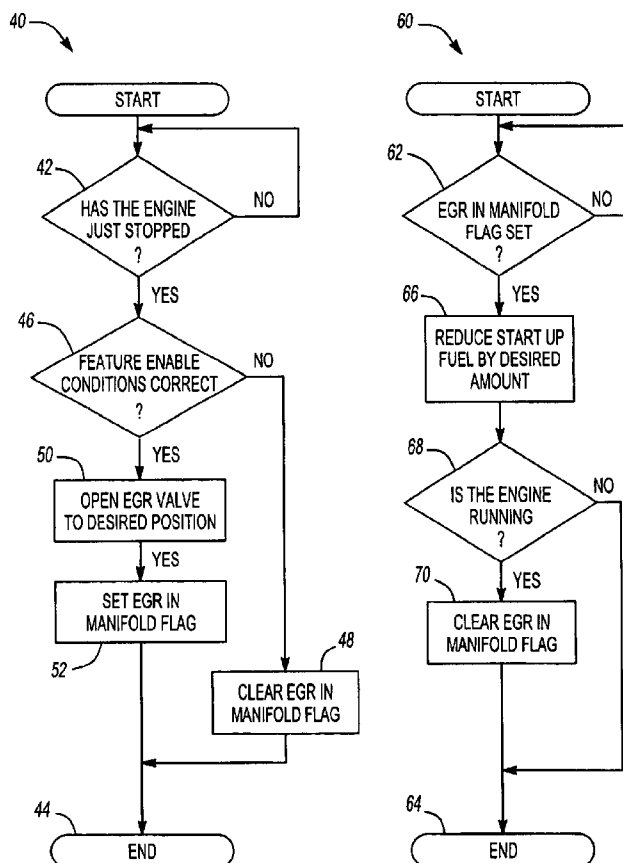 40
START
42
HAS THE ENGINE
JUST STOPPED
?
NO
YES
46
FEATURE ENABLE
CONDITIONS CORRECT
?
NO
YES
50
OPEN EGR VALVE
TO DESIRED POSITION
YES
SET EGR IN
MANIFOLD FLAG
52
48
CLEAR EGR IN
MANIFOLD FLAG
44
END
60
START
62
EGR IN MANIFOLD
FLAG SET
?
NO
YES
66
REDUCE START UP
FUEL BY DESIRED
AMOUNT
68
IS THE ENGINE
RUNNING
?
NO
YES
70
CLEAR EGR IN
MANIFOLD FLAG
64
END